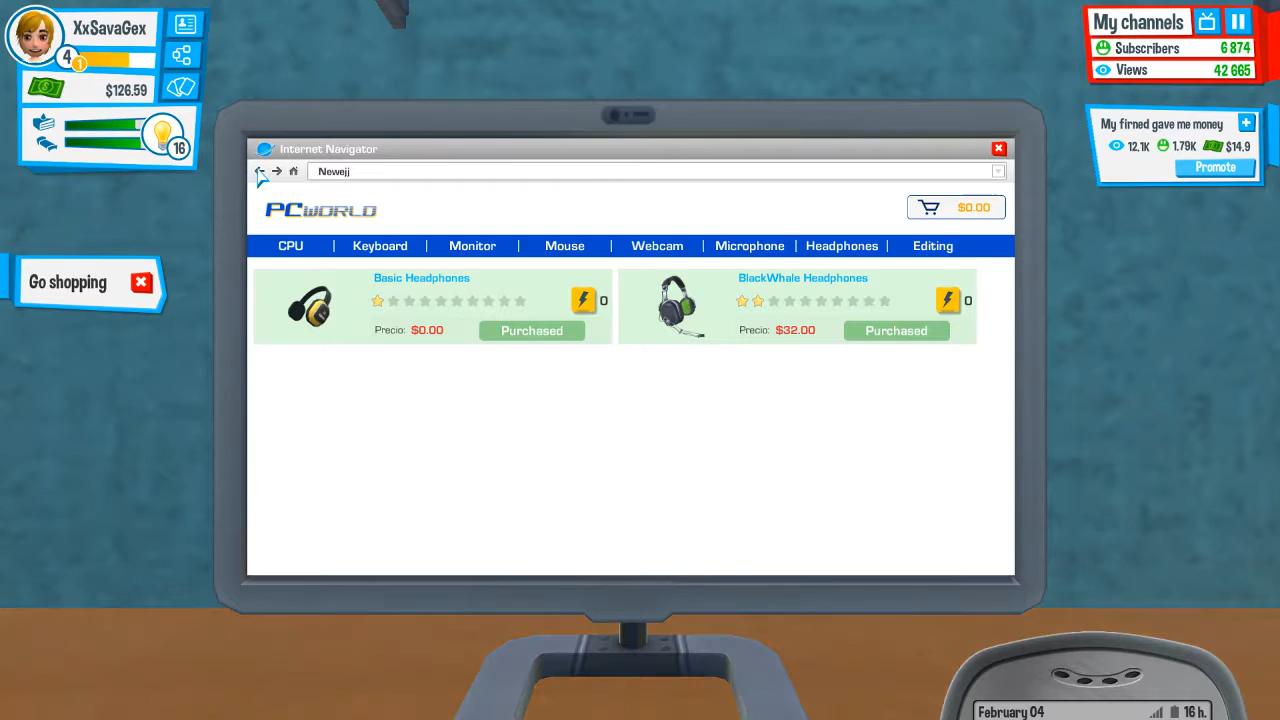 XxSavaGex
4
1
$126.59
16
My channels
Subscribers 6 874
Views 42 665
My firned gave me money
12.1K 1.79K $14.9
Promote
Go shopping
Internet Navigator
Newejj
PCWORLD
$0.00
CPU | Keyboard | Monitor | Mouse | Webcam | Microphone | Headphones | Editing
Basic Headphones
0
Precio: $0.00 Purchased
BlackWhale Headphones
0
Precio: $32.00 Purchased
February 04 16 h.